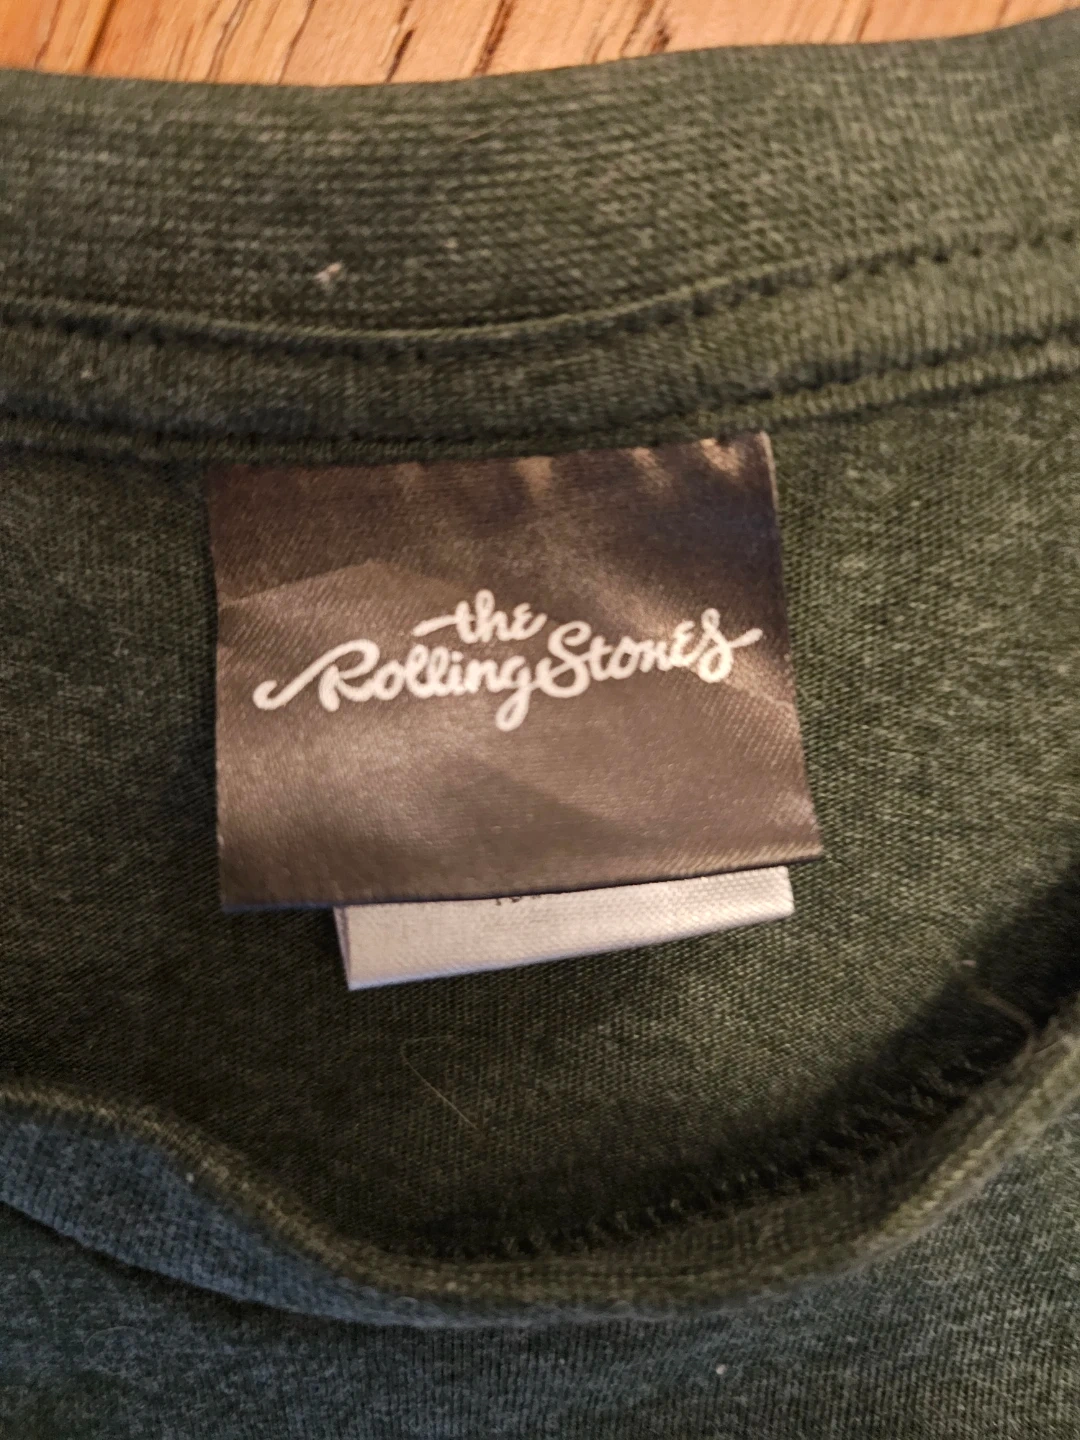 the
Rolling Stones